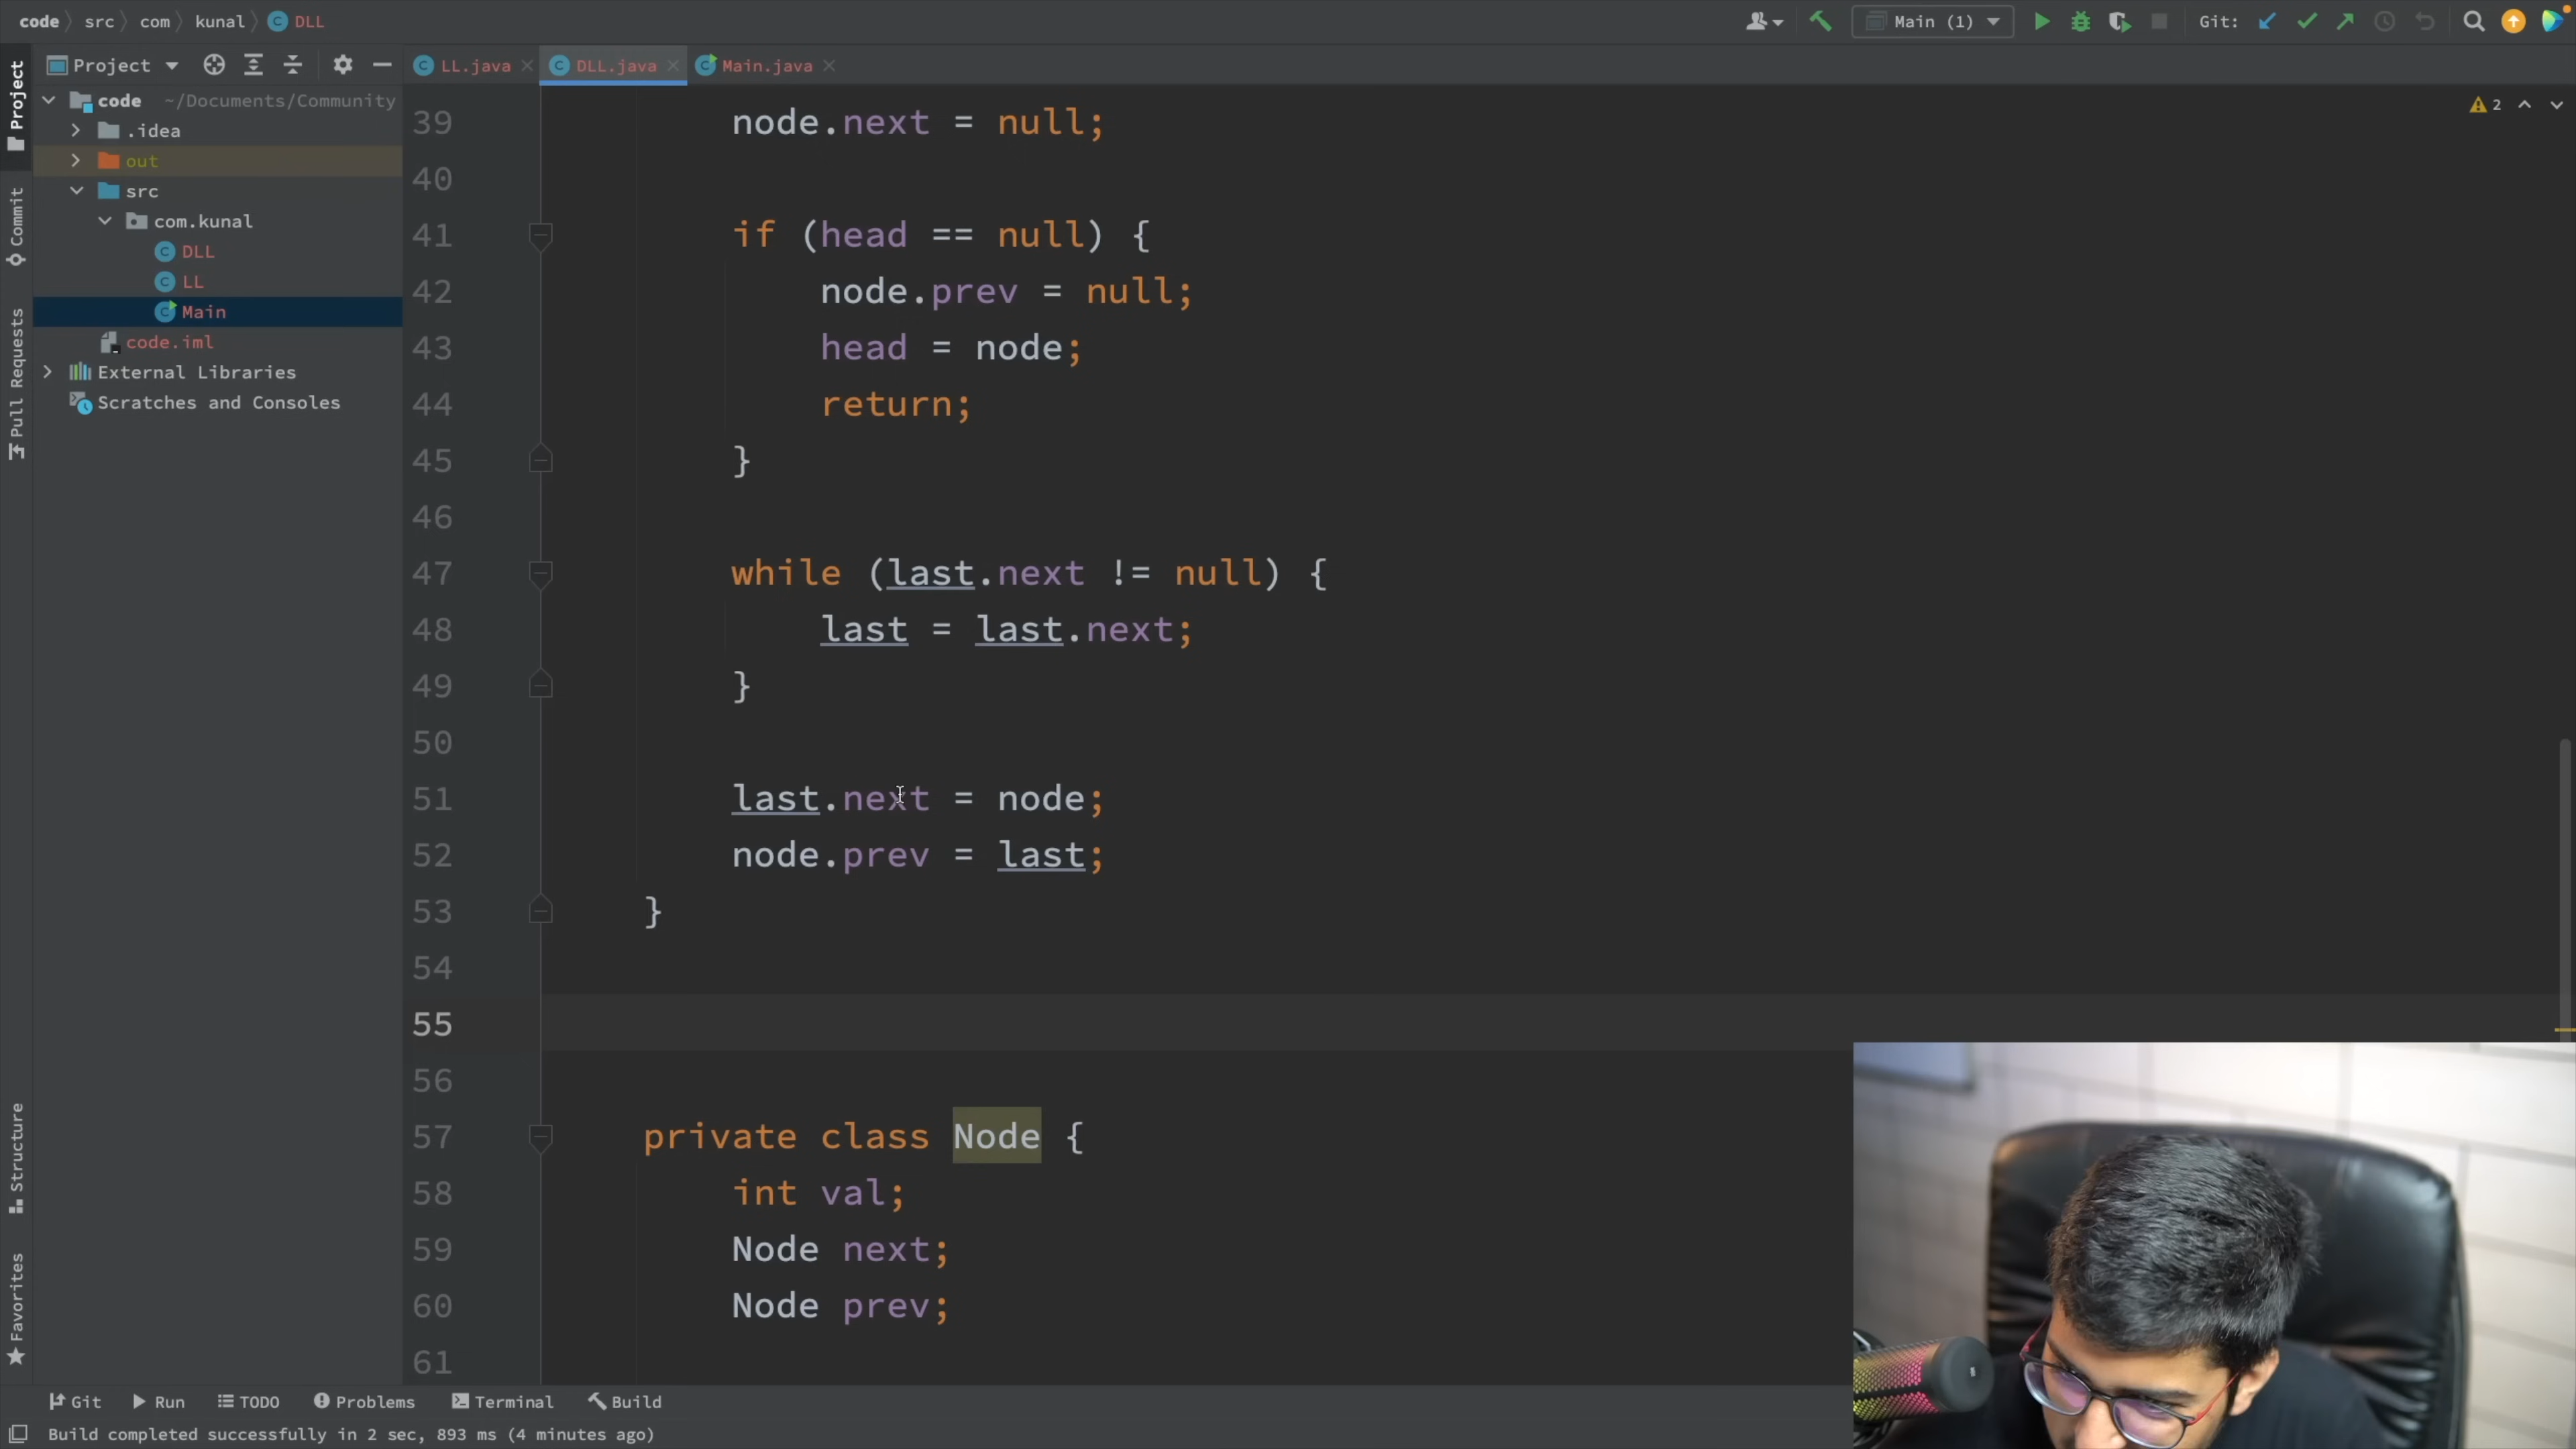 code src com kunal DLL Main (1) Git:
Project LL.java DLL.java Main.java
code ~/Documents/Community
.idea
out
src
com.kunal
DLL
LL
Main
code.iml
External Libraries
Scratches and Consoles
Project
Commit
Pull Requests
Structure
Favorites
2
39 node.next = null;
40
41 if (head == null) {
42 node.prev = null;
43 head = node;
44 return;
45 }
46
47 while (last.next != null) {
48 last = last.next;
49 }
50
51 last.next = node;
52 node.prev = last;
53 }
54
55
56
57 private class Node {
58 int val;
59 Node next;
60 Node prev;
61
Git Run TODO Problems Terminal Build
Build completed successfully in 2 sec, 893 ms (4 minutes ago)